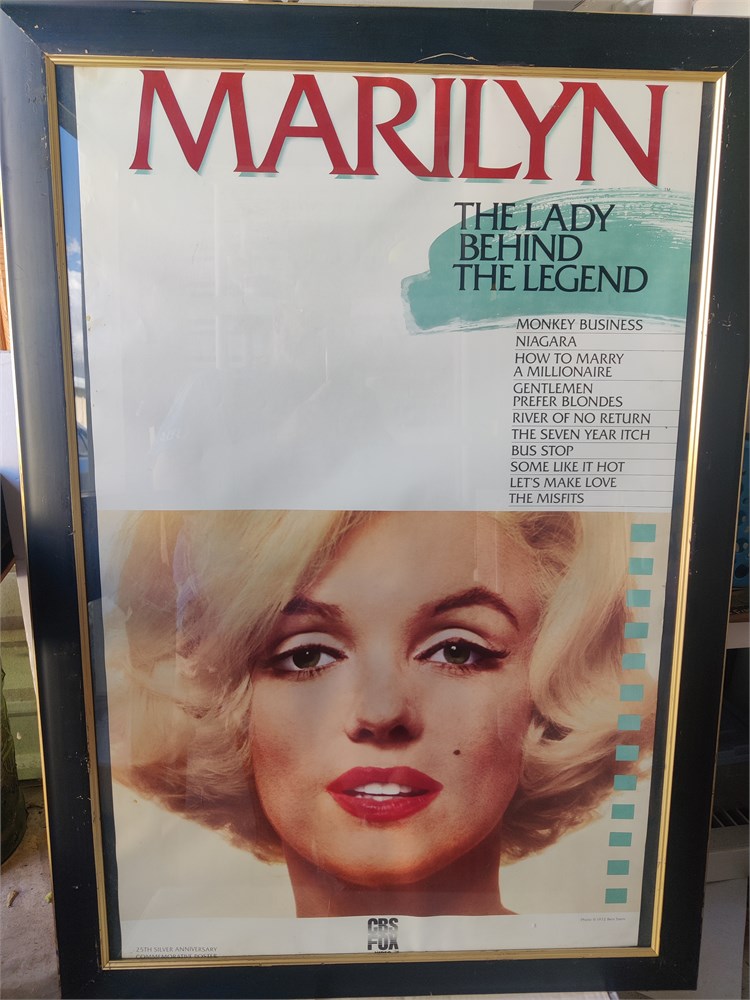 MARILYN
THE LADY
BEHIND
THE LEGEND
MONKEY BUSINESS
NIAGARA
HOW TO MARRY
A MILLIONAIRE
GENTLEMEN
PREFER BLONDES
RIVER OF NO RETURN
THE SEVEN YEAR ITCH
BUS STOP
SOME LIKE IT HOT
LET'S MAKE LOVE
THE MISFITS
CBS
FOX
25TH SILVER ANNIVERSARY
COMMEMORATIVE POSTER